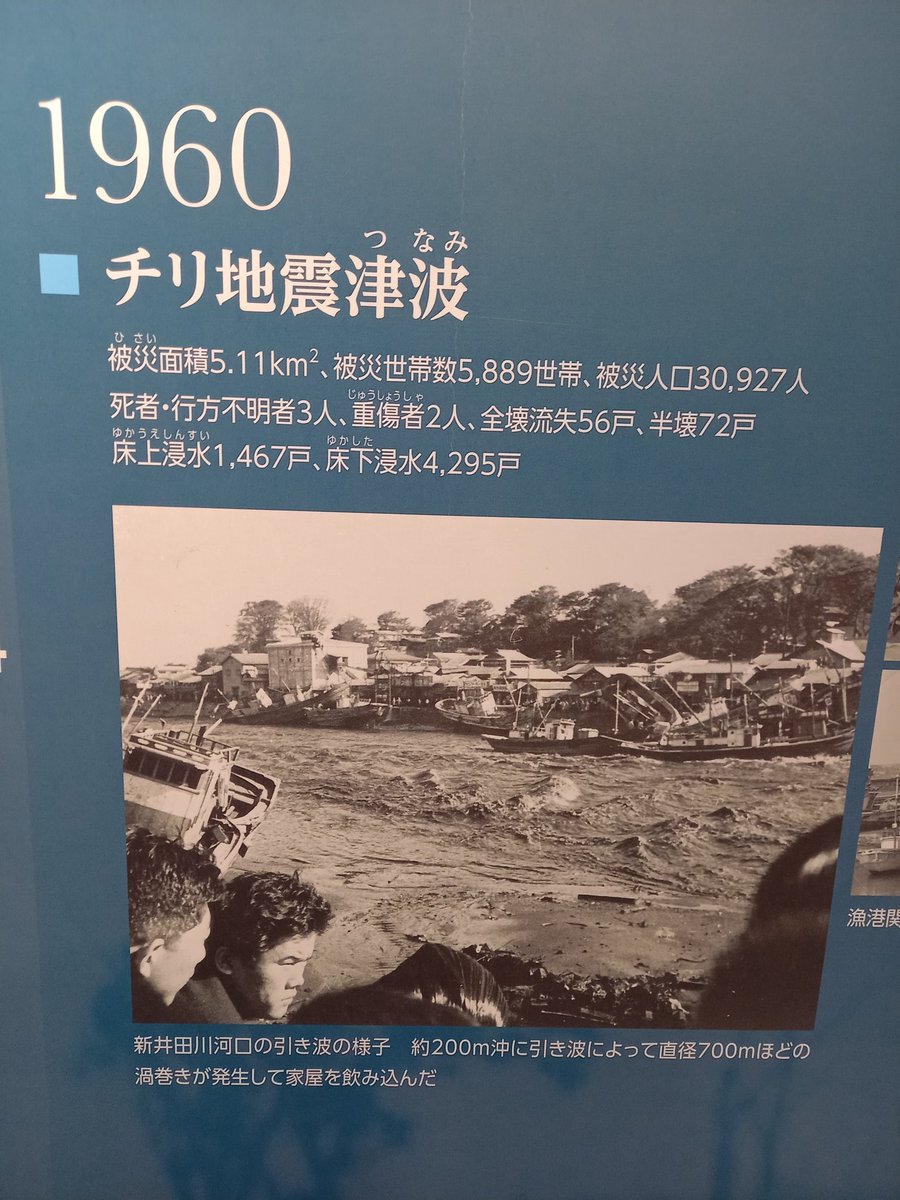 1960
つなみ
チリ地震津波
ひさい
被災面積5.11km²、被災世帯数5,889世帯、被災人口30,927人
じゅうしょうしゃ
死者・行方不明者3人、重傷者2人、全壊流失56戸、半壊72戸
ゆかうえしんすい ゆかした
床上浸水1,467戸、床下浸水4,295戸
新井田川河口の引き波の様子 約200m沖に引き波によって直径700mほどの
渦巻きが発生して家屋を飲み込んだ
漁港関